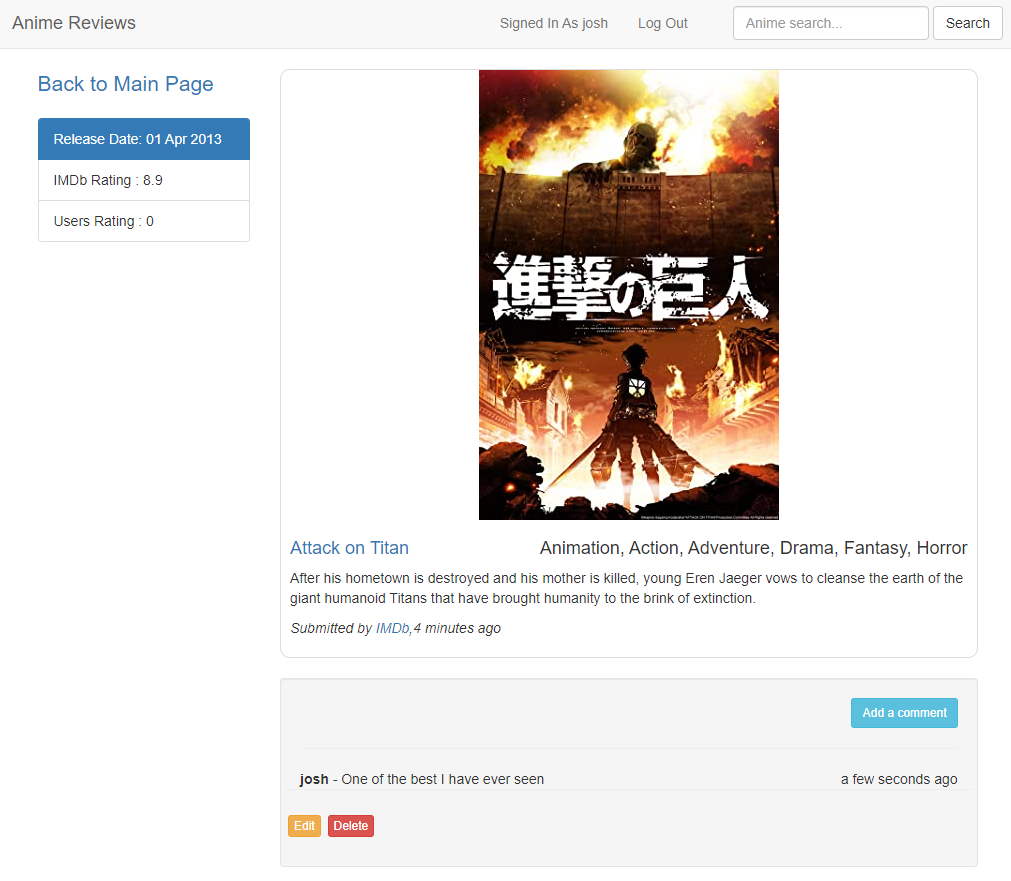 Anime Reviews
Signed In As josh
Log Out
Anime search...
Search
Back to Main Page
Release Date: 01 Apr 2013
IMDb Rating : 8.9
Users Rating : 0
進撃の巨人
Attack on Titan
Animation, Action, Adventure, Drama, Fantasy, Horror
After his hometown is destroyed and his mother is killed, young Eren Jaeger vows to cleanse the earth of the
giant humanoid Titans that have brought humanity to the brink of extinction.
Submitted by IMDb,4 minutes ago
Add a comment
josh - One of the best I have ever seen
a few seconds ago
Edit
Delete